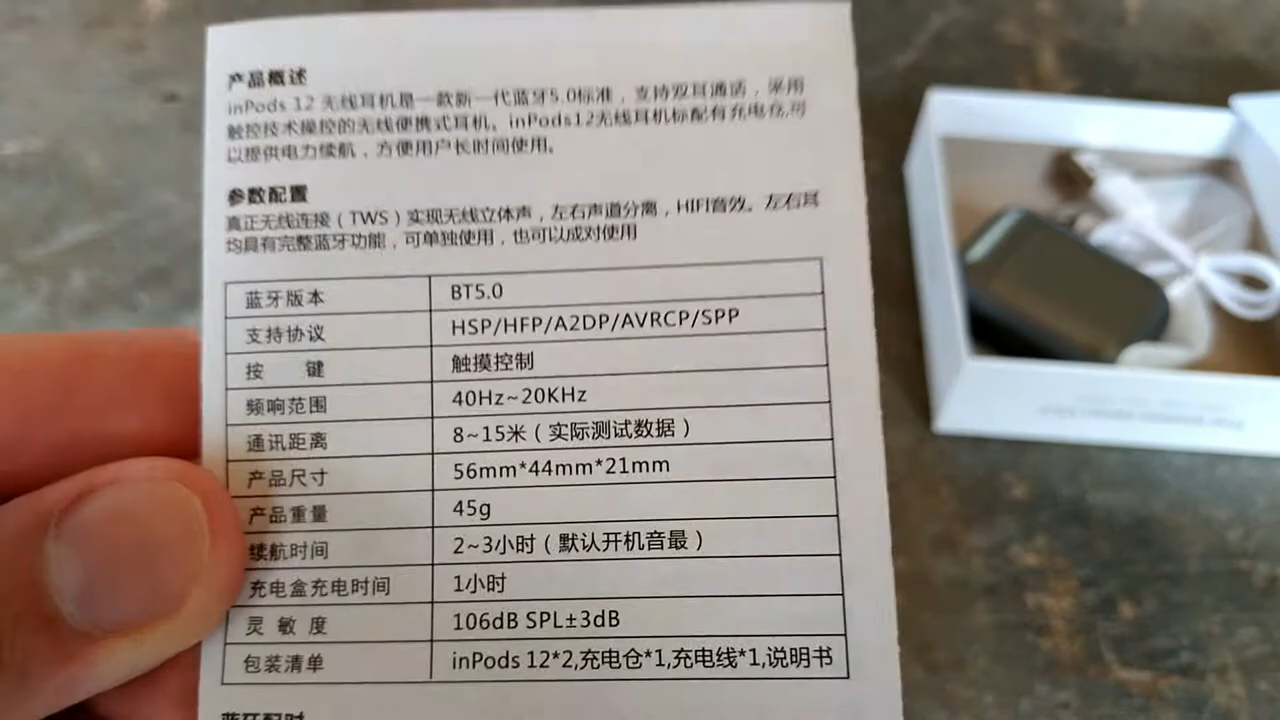 产品概述
inPods 12 无线耳机是一款新一代蓝牙5.0标准，支持双耳通话，采用
触控技术操控的无线便携式耳机。inPods12无线耳机标配有充电仓,可
以提供电力续航，方便用户长时间使用。
参数配置
真正无线连接（TWS）实现无线立体声，左右声道分离，HIFI音效。左右耳
均具有完整蓝牙功能，可单独使用，也可以成对使用
蓝牙版本 BT5.0
支持协议 HSP/HFP/A2DP/AVRCP/SPP
按 键 触摸控制
频响范围 40Hz~20KHz
通讯距离 8~15米（实际测试数据）
产品尺寸 56mm*44mm*21mm
产品重量 45g
续航时间 2~3小时（默认开机音最）
充电盒充电时间 1小时
灵 敏 度 106dB SPL±3dB
包装清单 inPods 12*2,充电仓*1,充电线*1,说明书